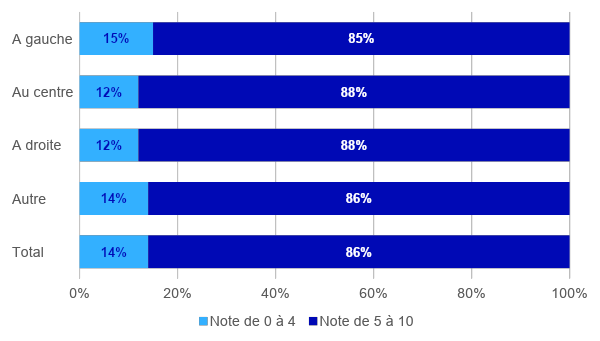 A gauche 15% 85%
Au centre 12% 88%
A droite 12% 88%
Autre 14% 86%
Total 14% 86%
0% 20% 40% 60% 80% 100%
Note de 0 à 4 Note de 5 à 10